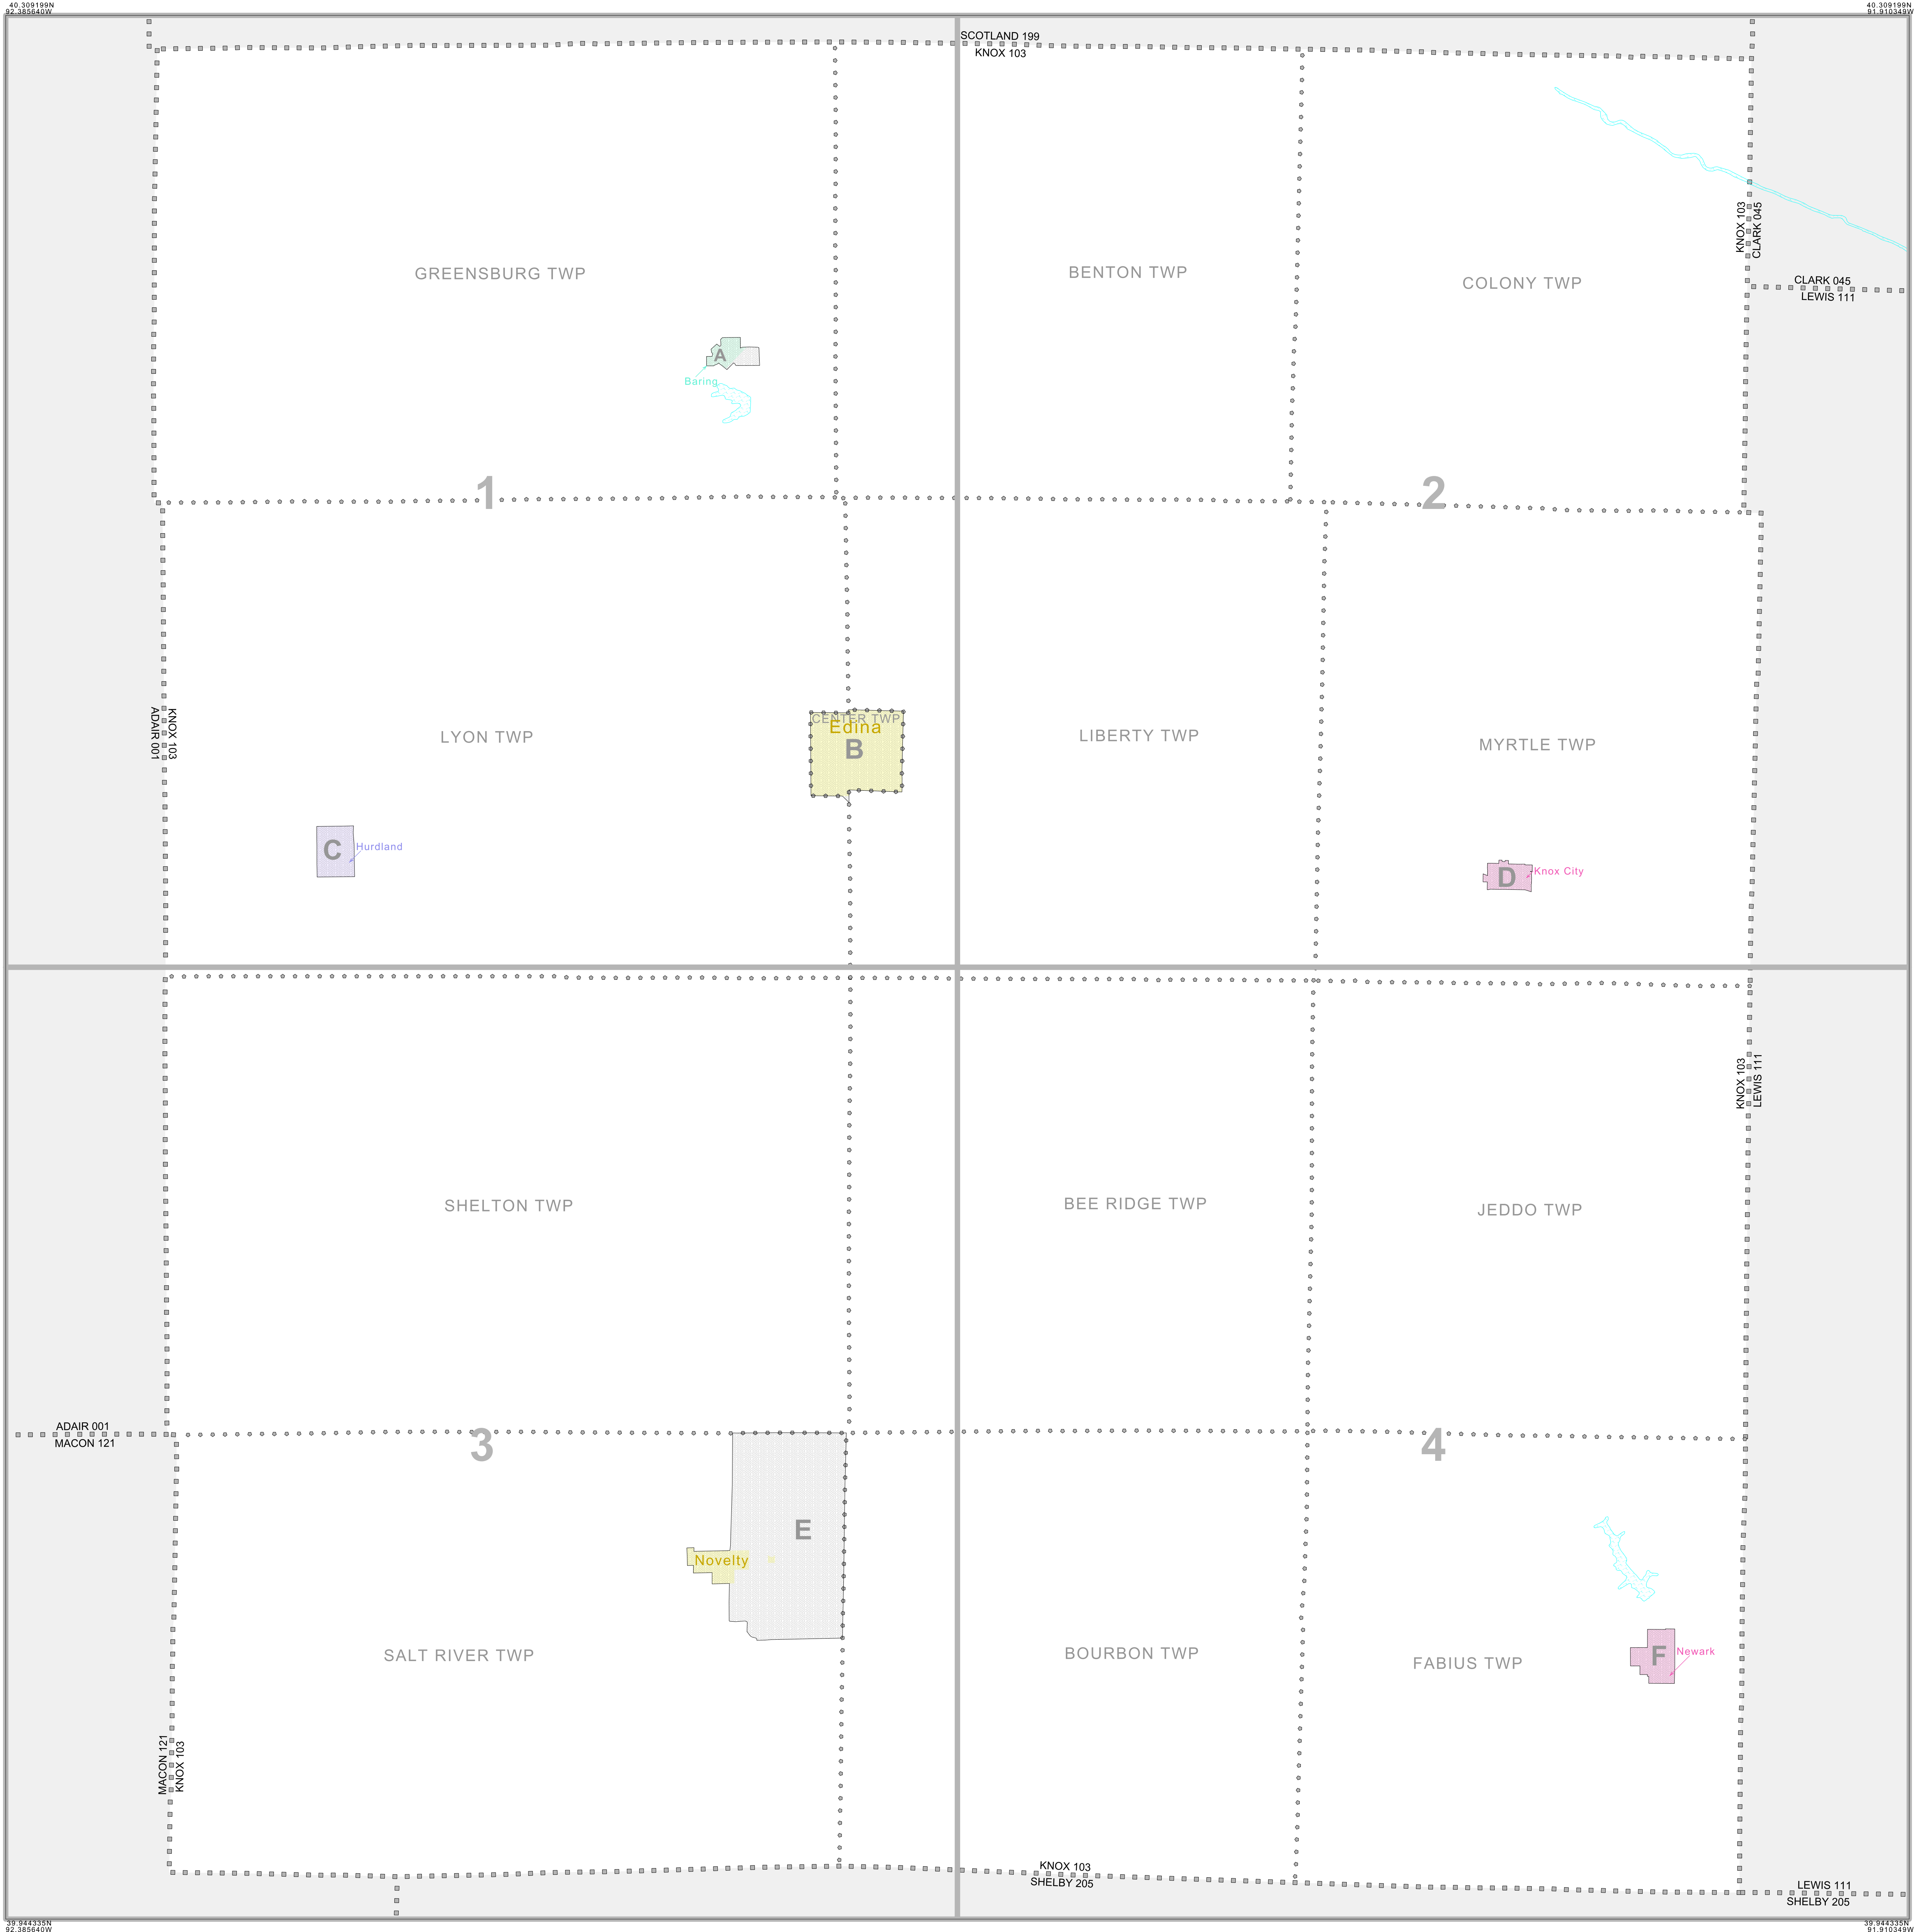 40.309199N
92.385640W
40.309199N
91.910349W
SCOTLAND 199
KNOX 103
KNOX 103
CLARK 045
GREENSBURG TWP
BENTON TWP
COLONY TWP
CLARK 045
LEWIS 111
A
Baring
1
2
ADAIR 001
KNOX 103
LYON TWP
CENTER TWP
Edina
B
LIBERTY TWP
MYRTLE TWP
C
Hurdland
D
Knox City
KNOX 103
LEWIS 111
SHELTON TWP
BEE RIDGE TWP
JEDDO TWP
ADAIR 001
MACON 121
3
4
E
Novelty
SALT RIVER TWP
BOURBON TWP
FABIUS TWP
F
Newark
MACON 121
KNOX 103
KNOX 103
SHELBY 205
LEWIS 111
SHELBY 205
39.944335N
92.385640W
39.944335N
91.910349W